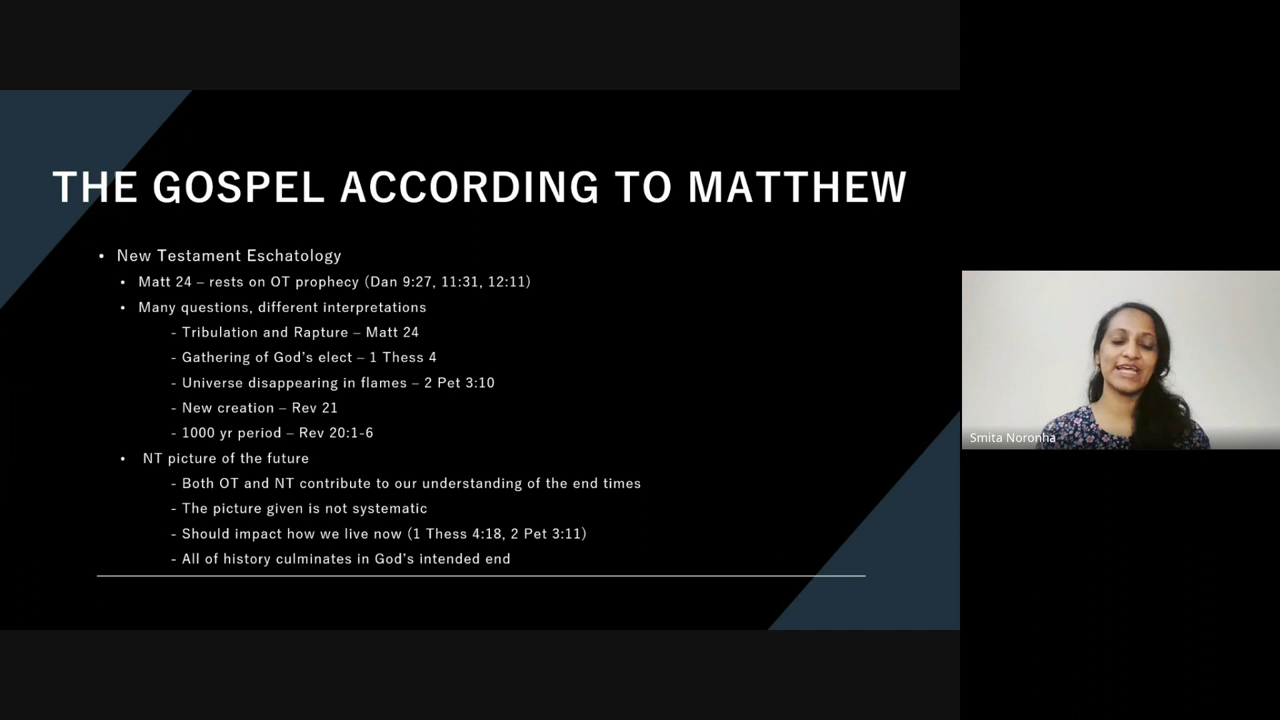 THE GOSPEL ACCORDING TO MATTHEW
• New Testament Eschatology
• Matt 24 – rests on OT prophecy (Dan 9:27, 11:31, 12:11)
• Many questions, different interpretations
- Tribulation and Rapture – Matt 24
- Gathering of God's elect – 1 Thess 4
- Universe disappearing in flames – 2 Pet 3:10
- New creation – Rev 21
- 1000 yr period – Rev 20:1-6
• NT picture of the future
- Both OT and NT contribute to our understanding of the end times
- The picture given is not systematic
- Should impact how we live now (1 Thess 4:18, 2 Pet 3:11)
- All of history culminates in God's intended end
Smita Noronha